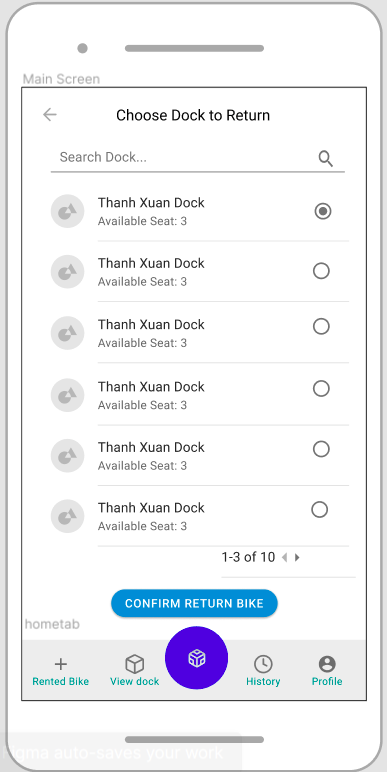 Main Screen
Choose Dock to Return
Search Dock...
Thanh Xuan Dock
Available Seat: 3
Thanh Xuan Dock
Available Seat: 3
Thanh Xuan Dock
Available Seat: 3
Thanh Xuan Dock
Available Seat: 3
Thanh Xuan Dock
Available Seat: 3
Thanh Xuan Dock
Available Seat: 3
1-3 of 10
CONFIRM RETURN BIKE
hometab
Rented Bike View dock History Profile
Figma auto-saves your work